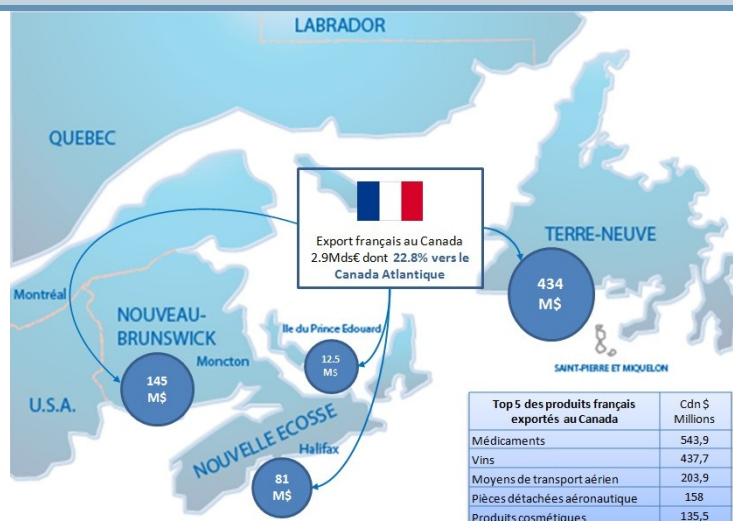 LABRADOR
QUEBEC
Export français au Canada
2.9Mds€ dont 22.8% vers le
Canada Atlantique
TERRE-NEUVE
434
M$
Montréal
NOUVEAU-
BRUNSWICK
Ile du Prince Edouard
Moncton
12.5
M$
SAINT-PIERRE ET MIQUELON
145
M$
U.S.A.
NOUVELLE ECOSSE
Halifax
81
M$
Top 5 des produits français exportés au Canada
Cdn $ Millions
Médicaments 543,9
Vins 437,7
Moyens de transport aérien 203,9
Pièces détachées aéronautique 158
Produits cosmétiques 135,5